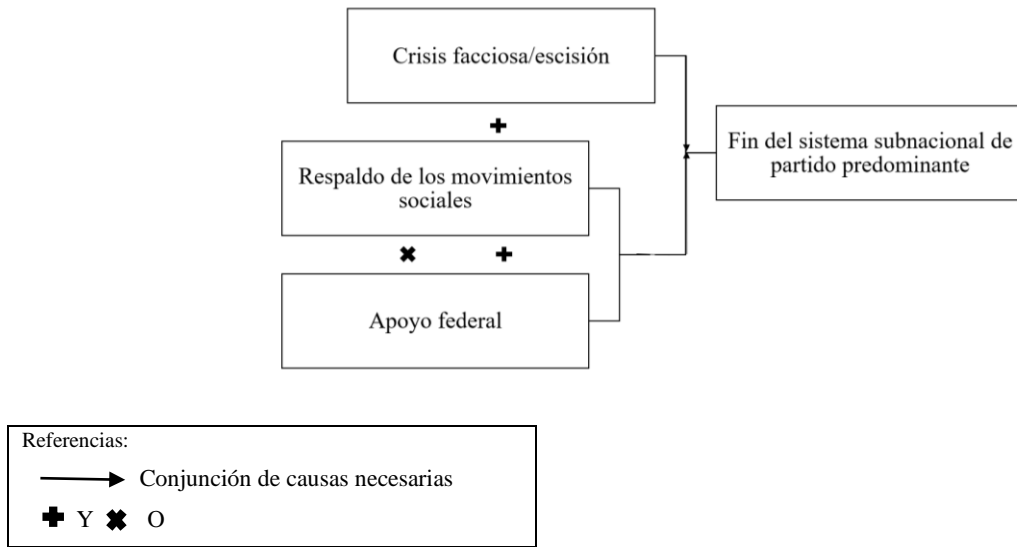 Crisis facciosa/escisión
Respaldo de los movimientos
sociales
Apoyo federal
Fin del sistema subnacional de
partido predominante
Referencias:
Conjunción de causas necesarias
Y O